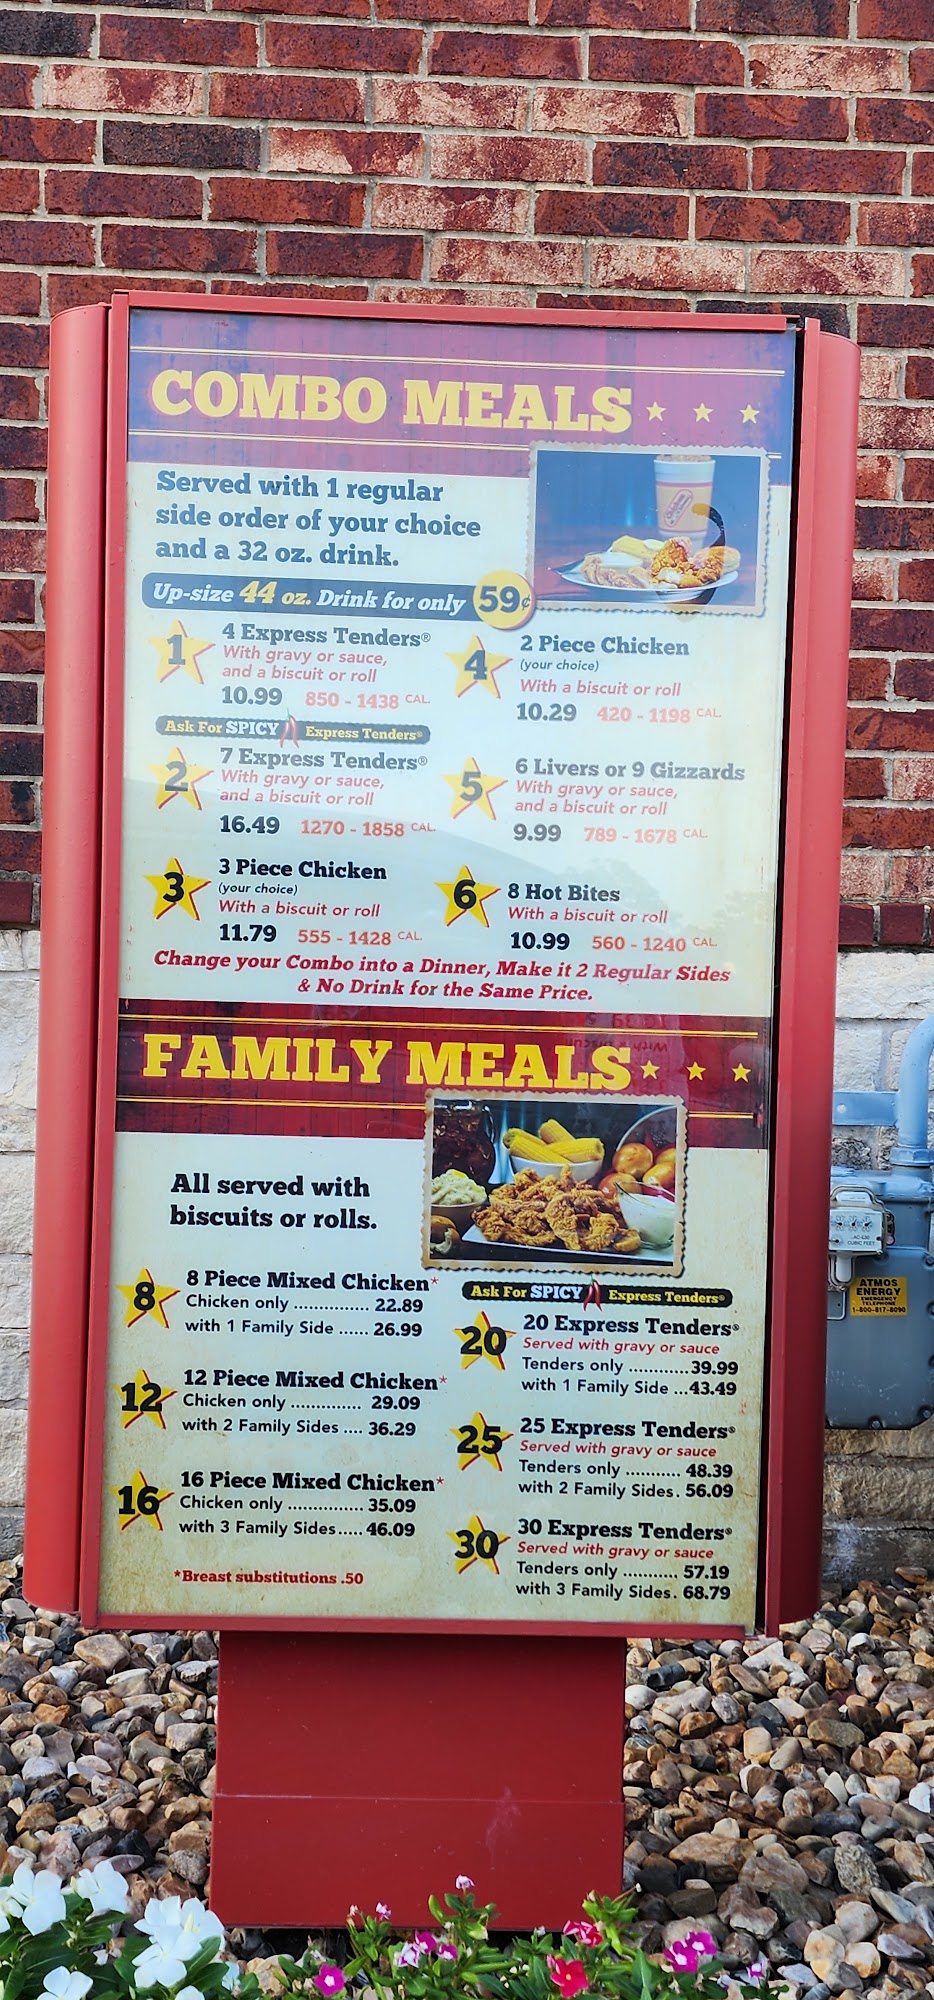 COMBO MEALS
Served with 1 regular
side order of your choice
and a 32 oz. drink.
Up-size 44 oz. Drink for only 59¢
1
4 Express Tenders®
With gravy or sauce,
and a biscuit or roll
10.99 850 - 1438 CAL.
Ask For SPICY Express Tenders®
2
7 Express Tenders®
With gravy or sauce,
and a biscuit or roll
16.49 1270 - 1858 CAL.
3
3 Piece Chicken
(your choice)
With a biscuit or roll
11.79 555 - 1428 CAL.
4
2 Piece Chicken
(your choice)
With a biscuit or roll
10.29 420 - 1198 CAL.
5
6 Livers or 9 Gizzards
With gravy or sauce,
and a biscuit or roll
9.99 789 - 1678 CAL.
6
8 Hot Bites
With a biscuit or roll
10.99 560 - 1240 CAL.
Change your Combo into a Dinner, Make it 2 Regular Sides
& No Drink for the Same Price.
FAMILY MEALS
All served with
biscuits or rolls.
8
8 Piece Mixed Chicken*
Chicken only ............... 22.89
with 1 Family Side ...... 26.99
12
12 Piece Mixed Chicken*
Chicken only .............. 29.09
with 2 Family Sides .... 36.29
16
16 Piece Mixed Chicken*
Chicken only ............... 35.09
with 3 Family Sides..... 46.09
*Breast substitutions .50
Ask For SPICY Express Tenders®
20
20 Express Tenders®
Served with gravy or sauce
Tenders only ............39.99
with 1 Family Side ...43.49
25
25 Express Tenders®
Served with gravy or sauce
Tenders only ........... 48.39
with 2 Family Sides. 56.09
30
30 Express Tenders®
Served with gravy or sauce
Tenders only ........... 57.19
with 3 Family Sides. 68.79
AC-630
CUBIC FEET
ATMOS
ENERGY
EMERGENCY
TELEPHONE
1-800-817-8090